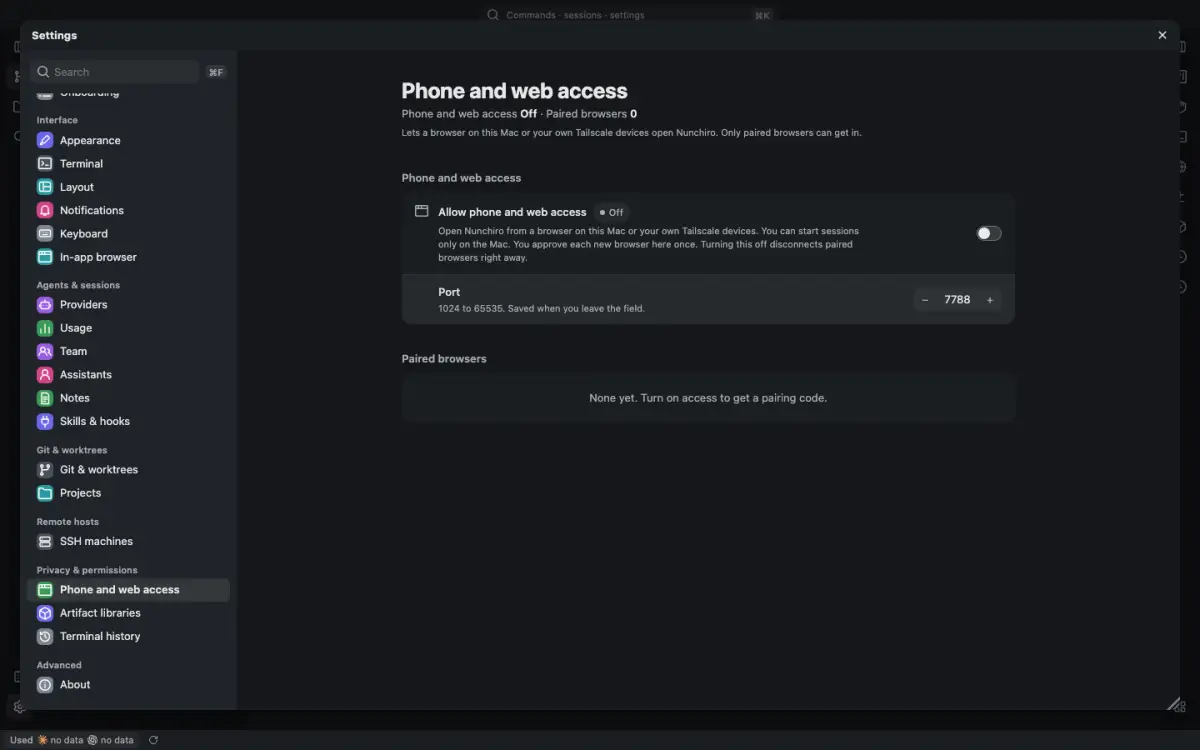 Commands · sessions · settings
⌘K
Settings
Search
⌘F
Onboarding
Interface
Appearance
Terminal
Layout
Notifications
Keyboard
In-app browser
Agents & sessions
Providers
Usage
Team
Assistants
Notes
Skills & hooks
Git & worktrees
Git & worktrees
Projects
Remote hosts
SSH machines
Privacy & permissions
Phone and web access
Artifact libraries
Terminal history
Advanced
About
Phone and web access
Phone and web access Off · Paired browsers 0
Lets a browser on this Mac or your own Tailscale devices open Nunchiro. Only paired browsers can get in.
Phone and web access
Allow phone and web access
Off
Open Nunchiro from a browser on this Mac or your own Tailscale devices. You can start sessions
only on the Mac. You approve each new browser here once. Turning this off disconnects paired
browsers right away.
Port
1024 to 65535. Saved when you leave the field.
− 7788 +
Paired browsers
None yet. Turn on access to get a pairing code.
Used no data no data